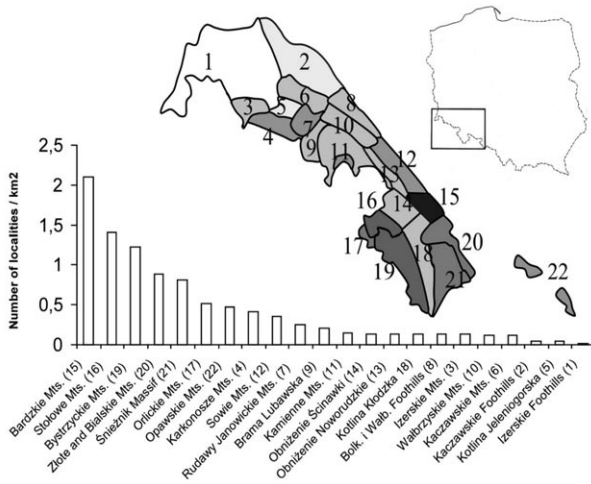 1
2
3
4
5
6
7
8
9
10
11
12
13
14
15
16
17
18
19
20
21
22
Number of localities / km2
2,5
2
1,5
1
0,5
0
Bardzkie Mts. (15)
Stołowe Mts. (16)
Bystrzyckie Mts. (19)
Złote and Bialskie Mts. (20)
Śnieżnik Massif (21)
Orlickie Mts. (17)
Opawskie Mts. (22)
Karkonosze Mts. (4)
Sowie Mts. (12)
Rudawy Janowickie Mts. (7)
Brama Lubawska (9)
Kamienne Mts. (11)
Obniżenie Ścinawki (14)
Obniżenie Noworudzkie (13)
Kotlina Kłodzka (18)
Bolk. i Wałb. Foothills (8)
Izerskie Mts. (3)
Wałbrzyskie Mts. (10)
Kaczawskie Mts. (6)
Kaczawskie Foothills (2)
Kotlina Jeleniogorska (5)
Izerskie Foothills (1)